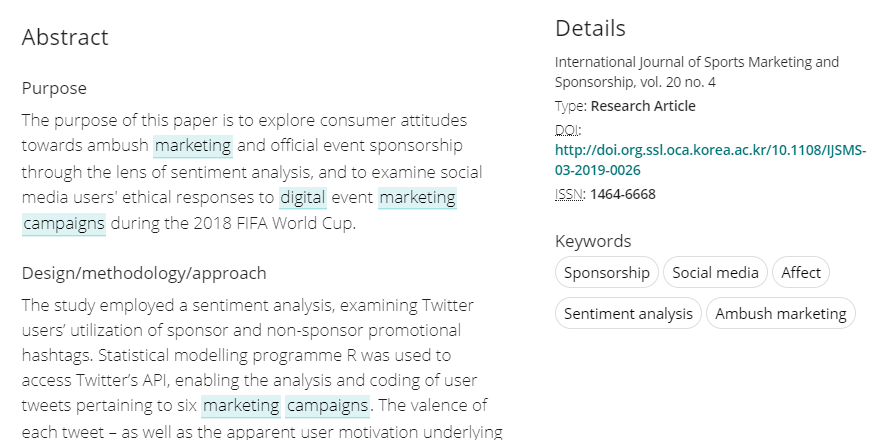 Abstract
Purpose
The purpose of this paper is to explore consumer attitudes
towards ambush marketing and official event sponsorship
through the lens of sentiment analysis, and to examine social
media users' ethical responses to digital event marketing
campaigns during the 2018 FIFA World Cup.
Design/methodology/approach
The study employed a sentiment analysis, examining Twitter
users’ utilization of sponsor and non-sponsor promotional
hashtags. Statistical modelling programme R was used to
access Twitter’s API, enabling the analysis and coding of user
tweets pertaining to six marketing campaigns. The valence of
each tweet – as well as the apparent user motivation underlying
Details
International Journal of Sports Marketing and
Sponsorship, vol. 20 no. 4
Type: Research Article
DOI:
http://doi.org.ssl.oca.korea.ac.kr/10.1108/IJSMS-
03-2019-0026
ISSN: 1464-6668
Keywords
Sponsorship Social media Affect
Sentiment analysis Ambush marketing